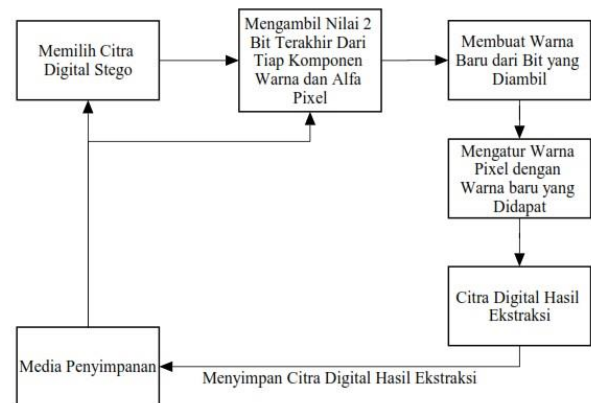 Memilih Citra
Digital Stego
Mengambil Nilai 2
Bit Terakhir Dari
Tiap Komponen
Warna dan Alfa
Pixel
Membuat Warna
Baru dari Bit yang
Diambil
Mengatur Warna
Pixel dengan
Warna baru yang
Didapat
Citra Digital Hasil
Ekstraksi
Media Penyimpanan
Menyimpan Citra Digital Hasil Ekstraksi